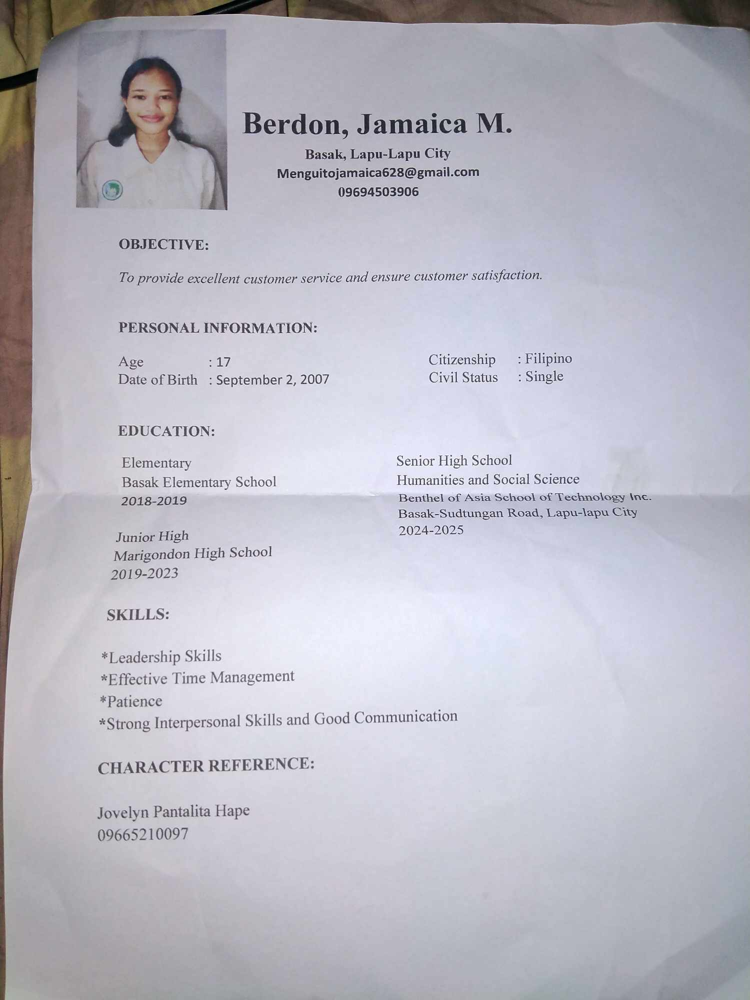 Berdon, Jamaica M.
Basak, Lapu-Lapu City
Menguitojamaica628@gmail.com
09694503906
OBJECTIVE:
To provide excellent customer service and ensure customer satisfaction.
PERSONAL INFORMATION:
Age : 17
Date of Birth : September 2, 2007
Citizenship : Filipino
Civil Status : Single
EDUCATION:
Elementary
Basak Elementary School
2018-2019
Junior High
Marigondon High School
2019-2023
Senior High School
Humanities and Social Science
Benthel of Asia School of Technology Inc.
Basak-Sudtungan Road, Lapu-lapu City
2024-2025
SKILLS:
*Leadership Skills
*Effective Time Management
*Patience
*Strong Interpersonal Skills and Good Communication
CHARACTER REFERENCE:
Jovelyn Pantalita Hape
09665210097